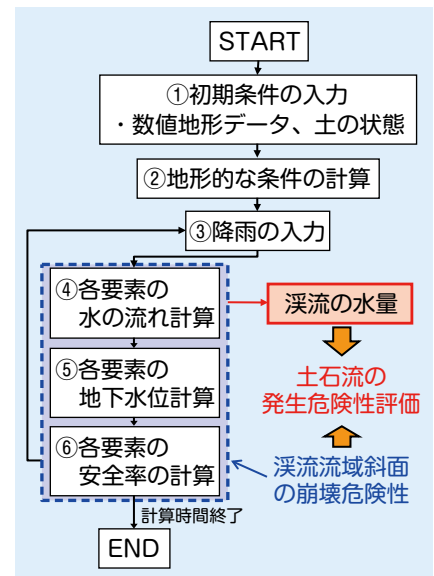 START
①初期条件の入力
・数値地形データ、土の状態
②地形的な条件の計算
③降雨の入力
④各要素の
水の流れ計算
渓流の水量
⑤各要素の
地下水位計算
土石流の
発生危険性評価
⑥各要素の
安全率の計算
渓流流域斜面
の崩壊危険性
計算時間終了
END